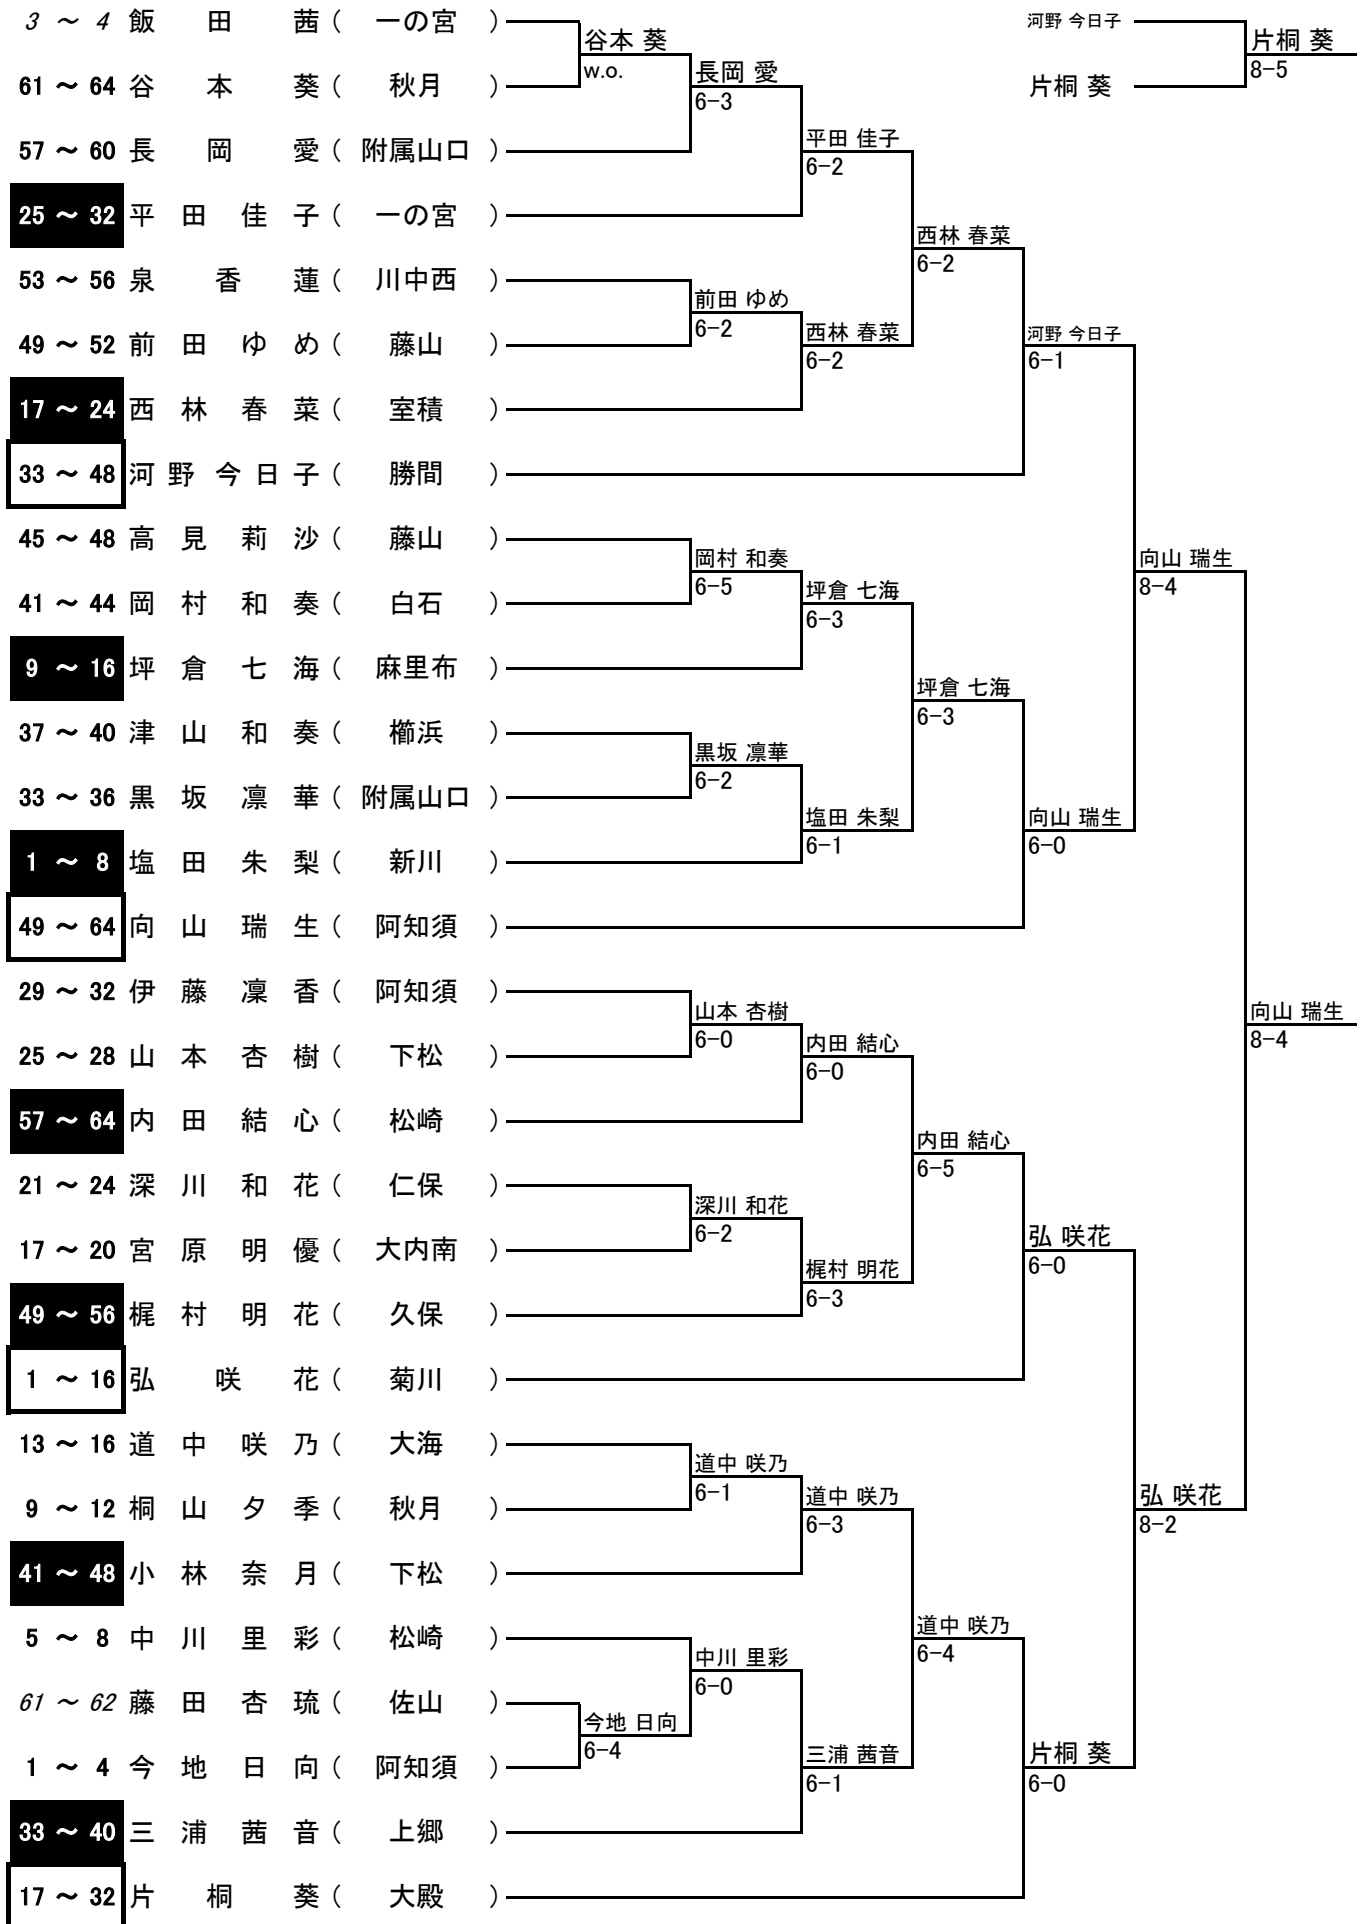 3 ～ 4 飯田茜（ 一の宮 ）
谷本 葵
w.o.
61 ～ 64 谷本葵（ 秋月 ）
長岡 愛
6-3
57 ～ 60 長岡愛（ 附属山口 ）
平田 佳子
6-2
25 ～ 32 平田佳子（ 一の宮 ）
西林 春菜
6-2
53 ～ 56 泉香蓮（ 川中西 ）
前田 ゆめ
6-2
49 ～ 52 前田ゆめ（ 藤山 ）
西林 春菜
6-2
河野 今日子
6-1
17 ～ 24 西林春菜（ 室積 ）
33 ～ 48 河野今日子（ 勝間 ）
45 ～ 48 高見莉沙（ 藤山 ）
岡村 和奏
6-5
向山 瑞生
8-4
41 ～ 44 岡村和奏（ 白石 ）
坪倉 七海
6-3
9 ～ 16 坪倉七海（ 麻里布 ）
坪倉 七海
6-3
37 ～ 40 津山和奏（ 櫛浜 ）
黒坂 凛華
6-2
33 ～ 36 黒坂凛華（ 附属山口 ）
塩田 朱梨
6-1
向山 瑞生
6-0
1 ～ 8 塩田朱梨（ 新川 ）
49 ～ 64 向山瑞生（ 阿知須 ）
29 ～ 32 伊藤凜香（ 阿知須 ）
山本 杏樹
6-0
向山 瑞生
8-4
25 ～ 28 山本杏樹（ 下松 ）
内田 結心
6-0
57 ～ 64 内田結心（ 松崎 ）
内田 結心
6-5
21 ～ 24 深川和花（ 仁保 ）
深川 和花
6-2
17 ～ 20 宮原明優（ 大内南 ）
弘 咲花
6-0
梶村 明花
6-3
49 ～ 56 梶村明花（ 久保 ）
1 ～ 16 弘咲花（ 菊川 ）
13 ～ 16 道中咲乃（ 大海 ）
道中 咲乃
6-1
9 ～ 12 桐山夕季（ 秋月 ）
道中 咲乃
6-3
弘 咲花
8-2
41 ～ 48 小林奈月（ 下松 ）
道中 咲乃
6-4
5 ～ 8 中川里彩（ 松崎 ）
中川 里彩
6-0
61 ～ 62 藤田杏琉（ 佐山 ）
今地 日向
6-4
1 ～ 4 今地日向（ 阿知須 ）
三浦 茜音
6-1
片桐 葵
6-0
33 ～ 40 三浦茜音（ 上郷 ）
17 ～ 32 片桐葵（ 大殿 ）
河野 今日子
片桐 葵
片桐 葵
8-5